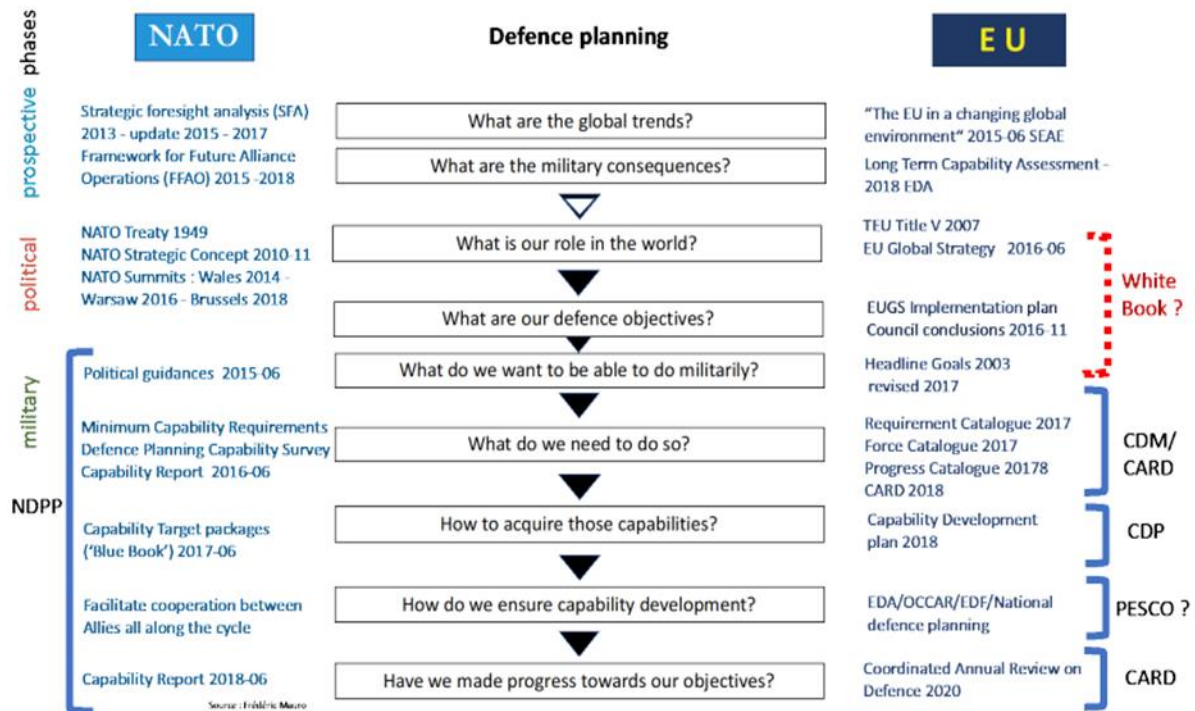 phases
NATO
Defence planning
EU
prospective
Strategic foresight analysis (SFA)
2013 - update 2015 - 2017
Framework for Future Alliance
Operations (FFAO) 2015 -2018
What are the global trends?
What are the military consequences?
"The EU in a changing global
environment" 2015-06 SEAE
Long Term Capability Assessment -
2018 EDA
political
NATO Treaty 1949
NATO Strategic Concept 2010-11
NATO Summits : Wales 2014 -
Warsaw 2016 - Brussels 2018
What is our role in the world?
What are our defence objectives?
TEU Title V 2007
EU Global Strategy 2016-06
EUGS Implementation plan
Council conclusions 2016-11
White
Book ?
military
NDPP
Political guidances 2015-06
What do we want to be able to do militarily?
Headline Goals 2003
revised 2017
Minimum Capability Requirements
Defence Planning Capability Survey
Capability Report 2016-06
What do we need to do so?
Requirement Catalogue 2017
Force Catalogue 2017
Progress Catalogue 20178
CARD 2018
CDM/
CARD
Capability Target packages
('Blue Book') 2017-06
How to acquire those capabilities?
Capability Development
plan 2018
CDP
Facilitate cooperation between
Allies all along the cycle
How do we ensure capability development?
EDA/OCCAR/EDF/National
defence planning
PESCO ?
Capability Report 2018-06
Have we made progress towards our objectives?
Coordinated Annual Review on
Defence 2020
CARD
Source : Frédéric Mauro